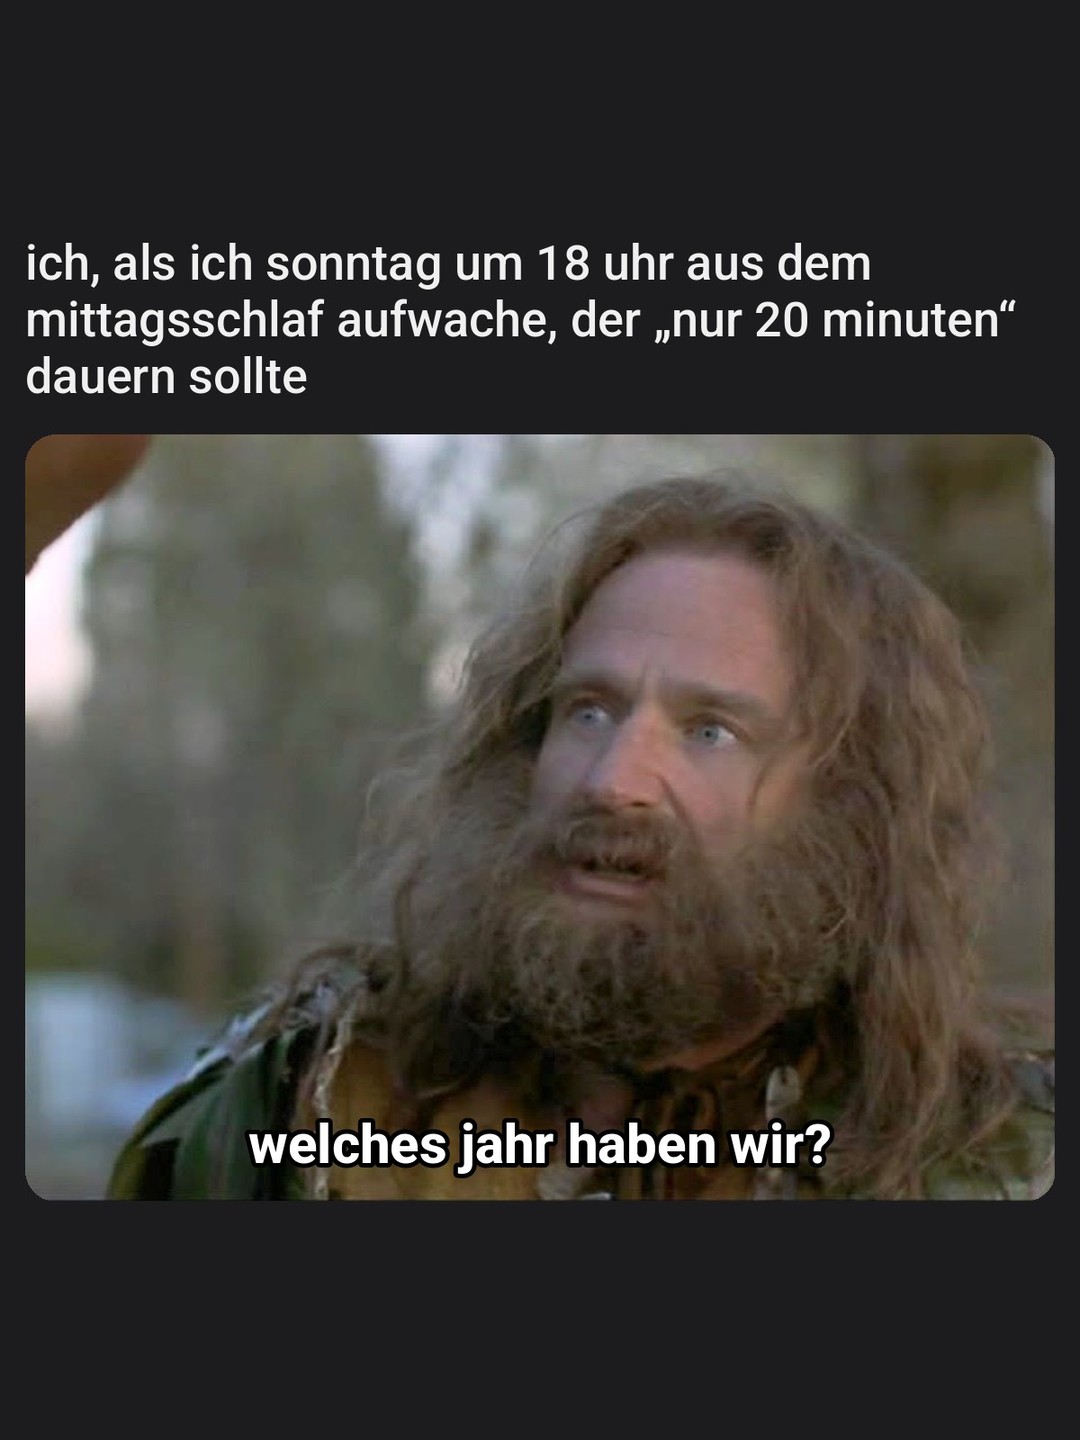 ich, als ich sonntag um 18 uhr aus dem
mittagsschlaf aufwache, der „nur 20 minuten“
dauern sollte
welches jahr haben wir?